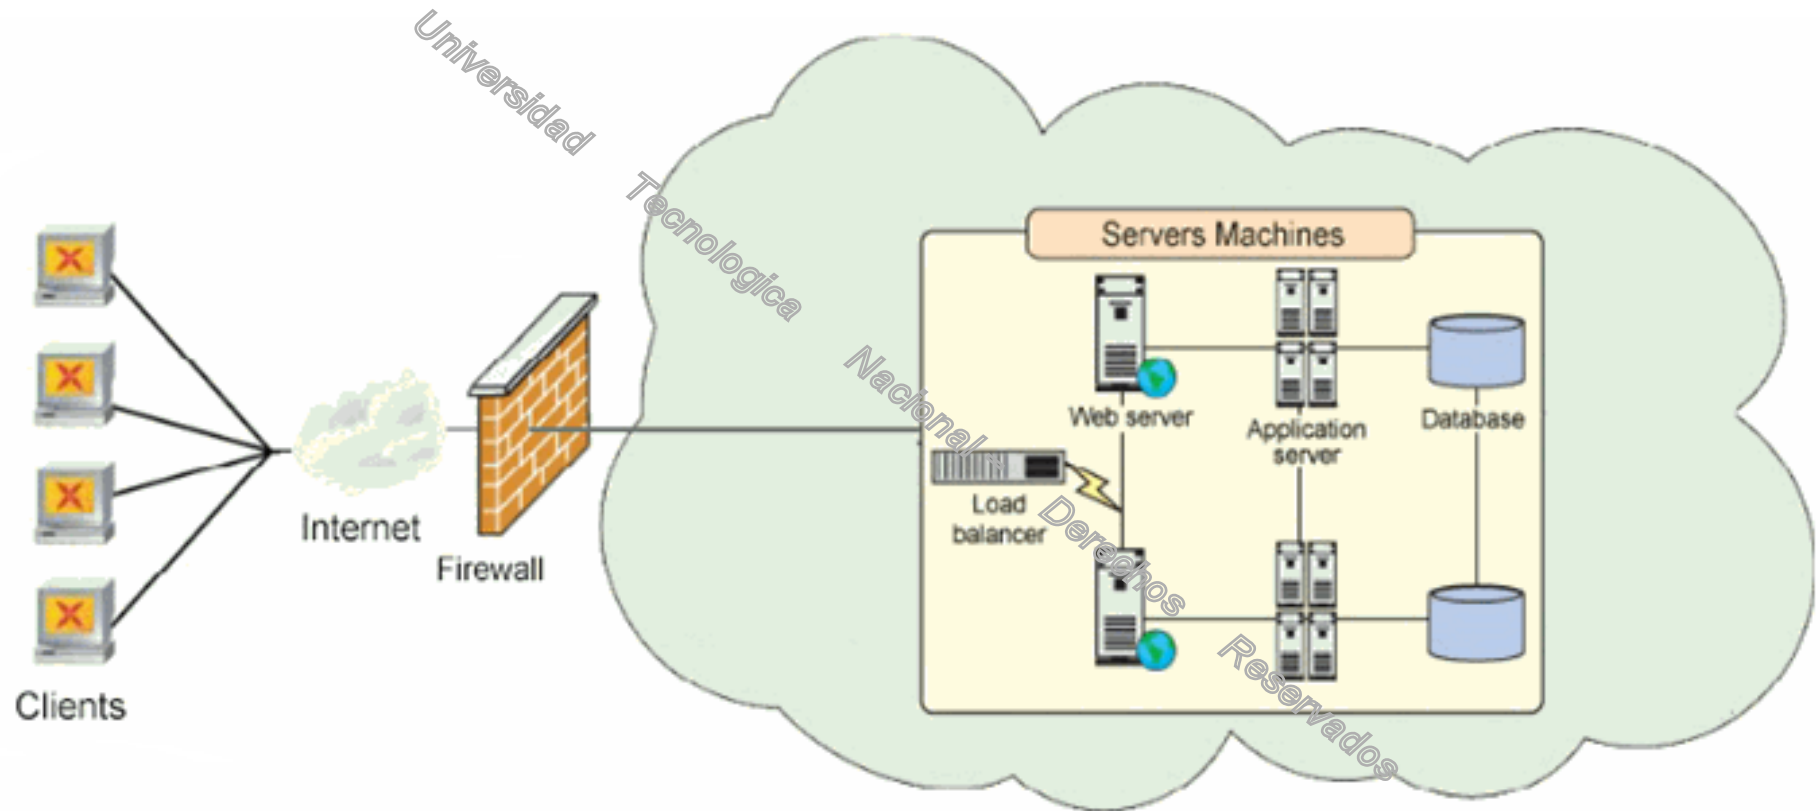 Universidad Tecnologica Nacional - Derechos Reservados
Servers Machines
Web server
Application
server
Database
Load
balancer
Internet
Firewall
Clients